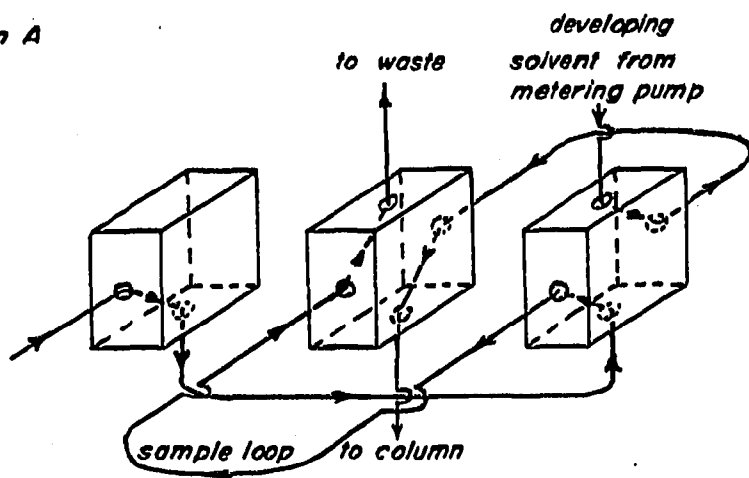 A
to waste
developing
solvent from
metering pump
sample loop
to column